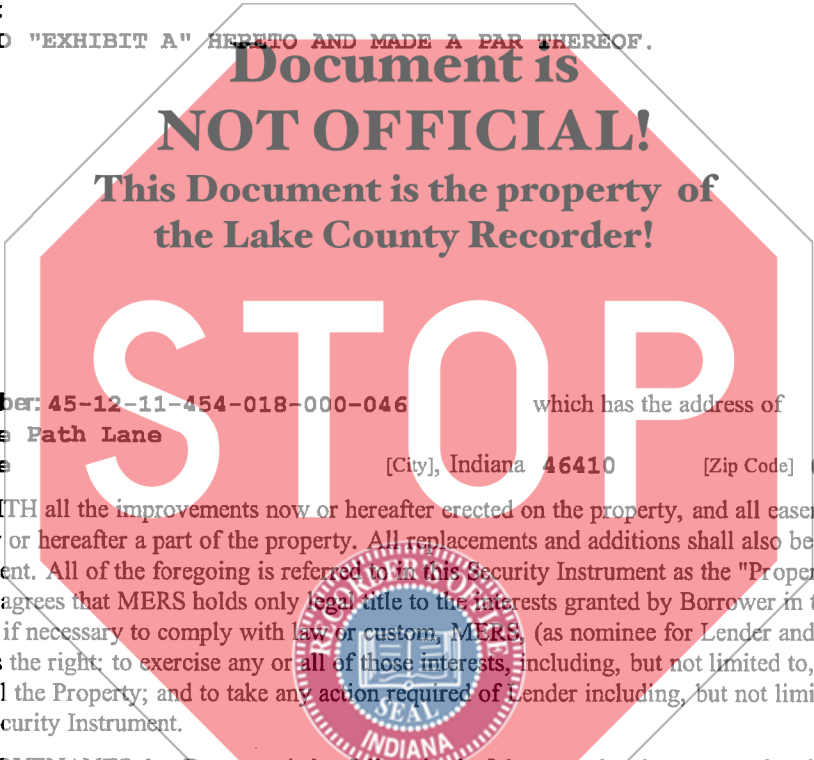 "EXHIBIT A" HERETO AND MADE A PAR THEREOF.
Document is
NOT OFFICIAL!
This Document is the property of
the Lake County Recorder!
STOP
ber: 45-12-11-454-018-000-046 which has the address of
Path Lane
[City], Indiana 46410 [Zip Code] (
TH all the improvements now or hereafter erected on the property, and all easer
or hereafter a part of the property. All replacements and additions shall also be
ent. All of the foregoing is referred to in this Security Instrument as the "Proper
agrees that MERS holds only legal title to the interests granted by Borrower in t
if necessary to comply with law or custom, MERS, (as nominee for Lender and
the right: to exercise any or all of those interests, including, but not limited to,
l the Property; and to take any action required of Lender including, but not limi
curity Instrument.
SEAL
INDIANA